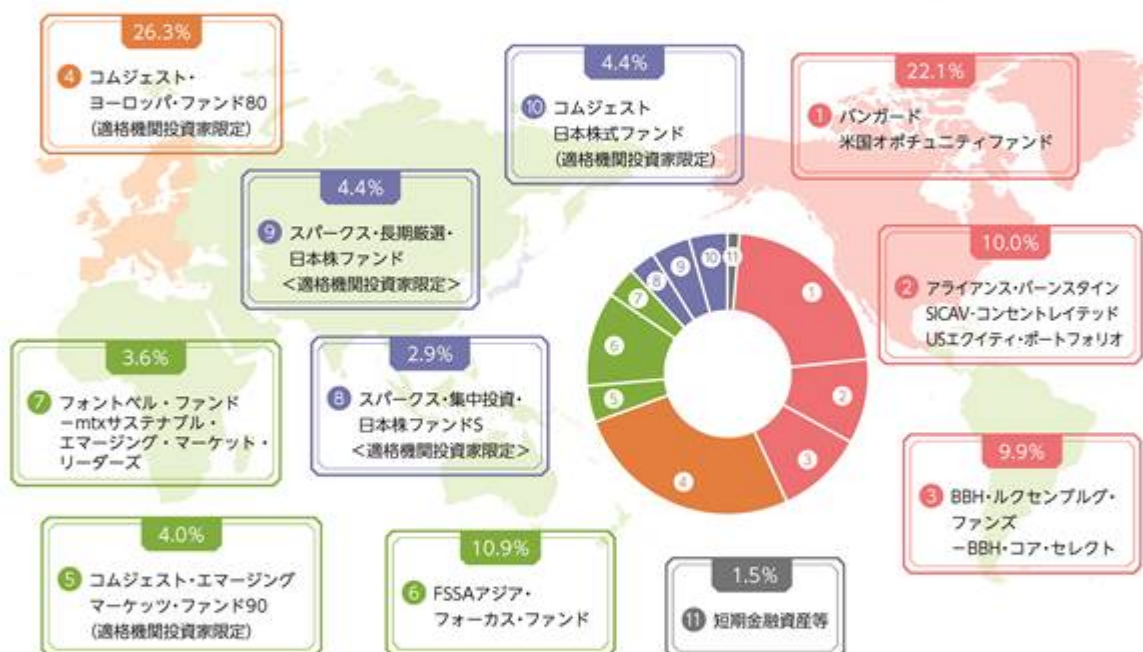 26.3%
④ コムジェスト・
ヨーロッパ・ファンド80
(適格機関投資家限定)
4.4%
⑩ コムジェスト
日本株式ファンド
(適格機関投資家限定)
22.1%
① バンガード
米国オポチュニティファンド
4.4%
⑨ スパークス・長期厳選・
日本株ファンド
<適格機関投資家限定>
10.0%
② アライアンス・バーンスタイン
SICAV-コンセントレイテッド
USエクイティ・ポートフォリオ
3.6%
⑦ フォントベル・ファンド
－mtxサステナブル・
エマージング・マーケット・
リーダーズ
2.9%
⑧ スパークス・集中投資・
日本株ファンドS
<適格機関投資家限定>
9.9%
③ BBH・ルクセンブルグ・
ファンズ
－BBH・コア・セレクト
4.0%
⑤ コムジェスト・エマージング
マーケッツ・ファンド90
(適格機関投資家限定)
10.9%
⑥ FSSAアジア・
フォーカス・ファンド
1.5%
⑪ 短期金融資産等
①
②
③
④
⑤
⑥
⑦
⑧
⑨
⑩
⑪